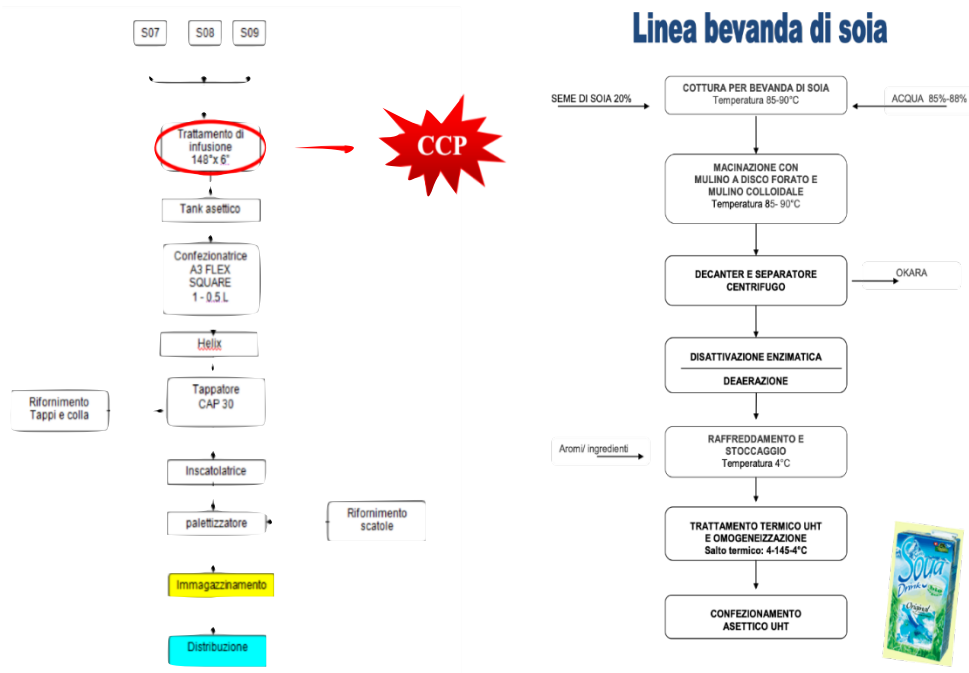 S07 S08 S09
Trattamento di
infusione
148°x 6"
CCP
Tank asettico
Confezionatrice
A3 FLEX
SQUARE
1 - 0.5 L
Helix
Tappatore
CAP 30
Rifornimento
Tappi e colla
Inscatolatrice
palettizzatore
Rifornimento
scatole
Immagazzinamento
Distribuzione
Linea bevanda di soia
SEME DI SOIA 20%
COTTURA PER BEVANDA DI SOIA
Temperatura 85-90°C
ACQUA 85%-88%
MACINAZIONE CON
MULINO A DISCO FORATO E
MULINO COLLOIDALE
Temperatura 85- 90°C
DECANTER E SEPARATORE
CENTRIFUGO
OKARA
DISATTIVAZIONE ENZIMATICA
DEAERAZIONE
Aromi/ ingredienti
RAFFREDDAMENTO E
STOCCAGGIO
Temperatura 4°C
TRATTAMENTO TERMICO UHT
E OMOGENEIZZAZIONE
Salto termico: 4-145-4°C
CONFEZIONAMENTO
ASETTICO UHT
Soya
Drink
Original